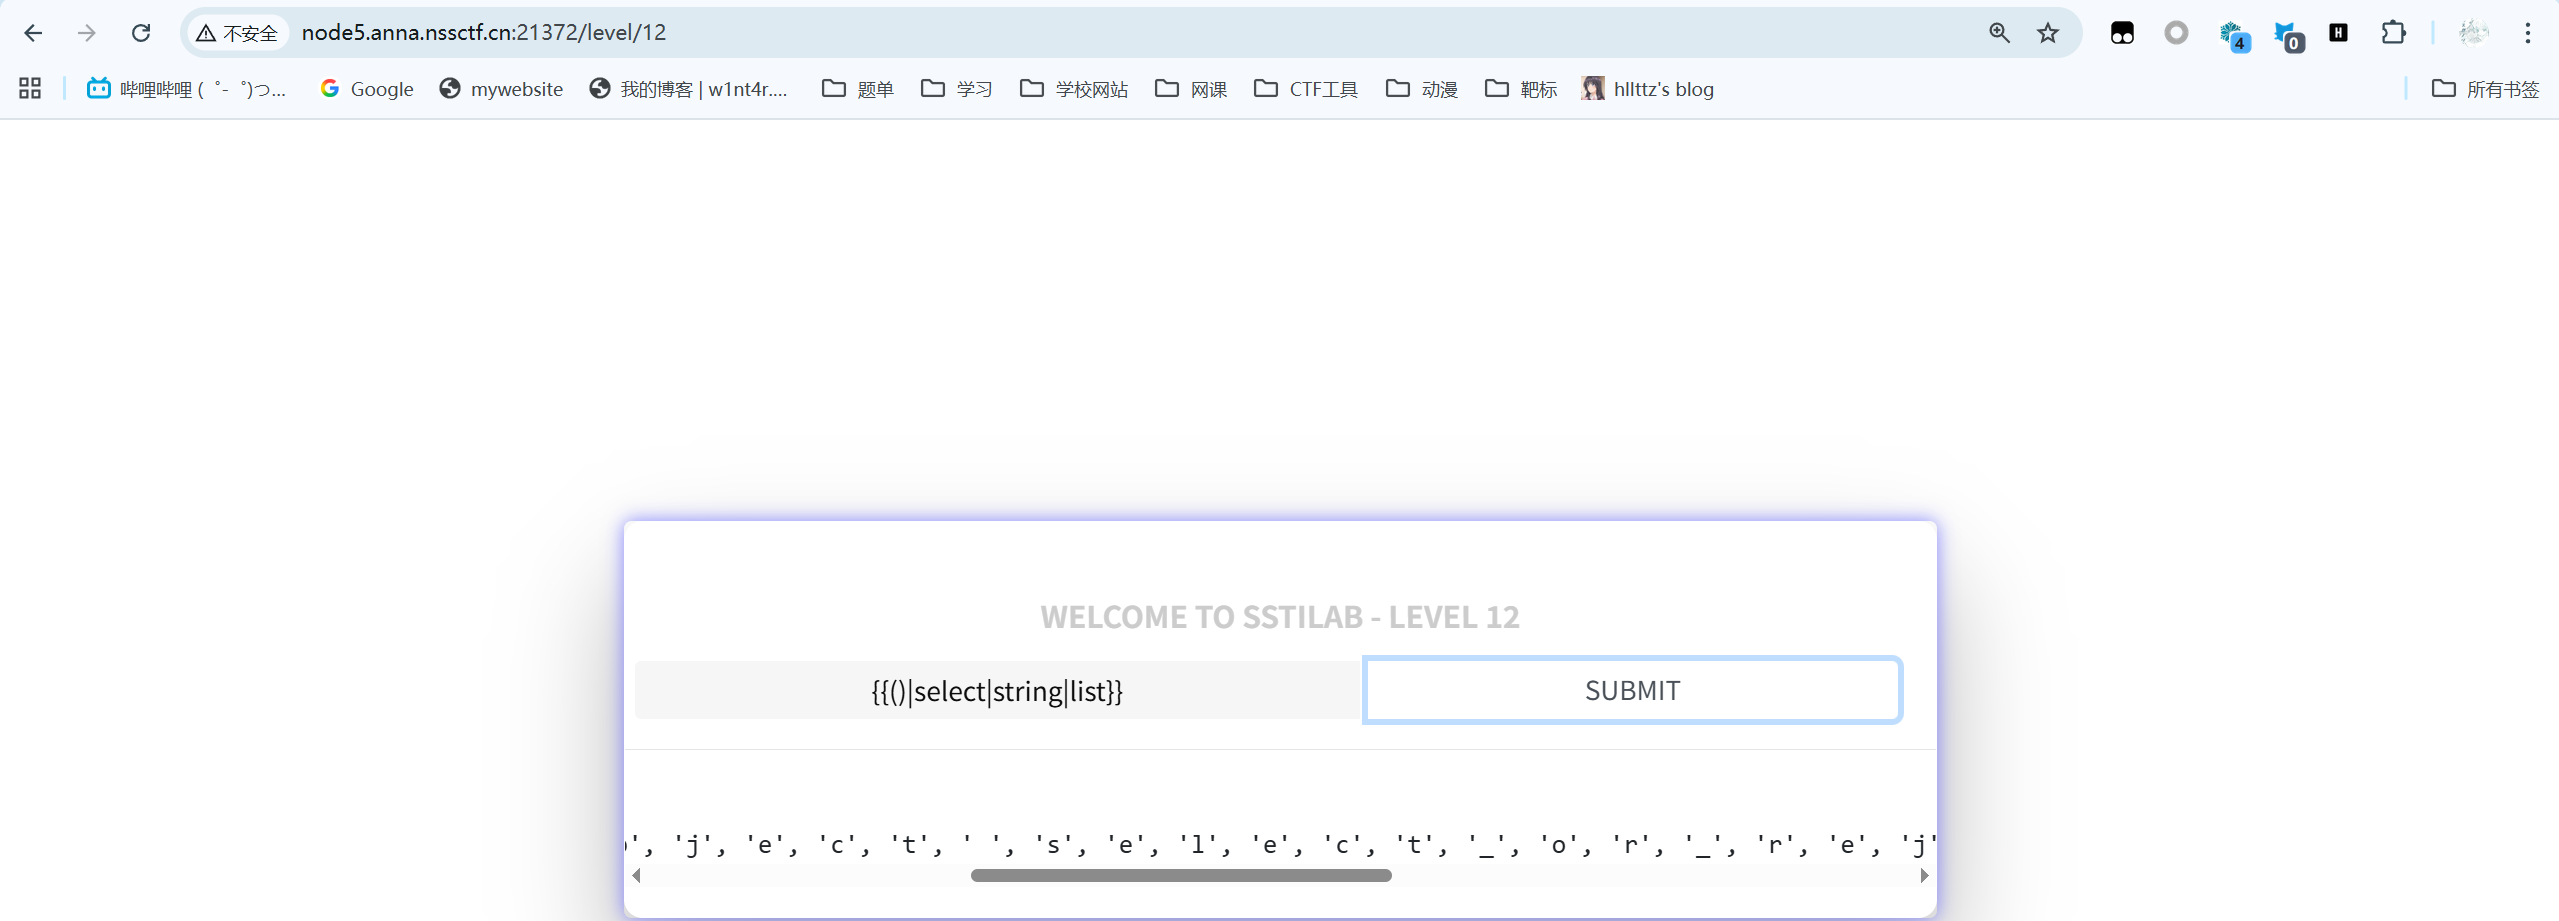 不安全 node5.anna.nssctf.cn:21372/level/12 4 0 H
哔哩哔哩 ( ゜- ゜)つ... Google mywebsite 我的博客 | w1nt4r.... 题单 学习 学校网站 网课 CTF工具 动漫 靶标 hllttz's blog 所有书签
WELCOME TO SSTILAB - LEVEL 12
{{()|select|string|list}} SUBMIT
', 'j', 'e', 'c', 't', ' ', 's', 'e', 'l', 'e', 'c', 't', '_', 'o', 'r', '_', 'r', 'e', 'j'